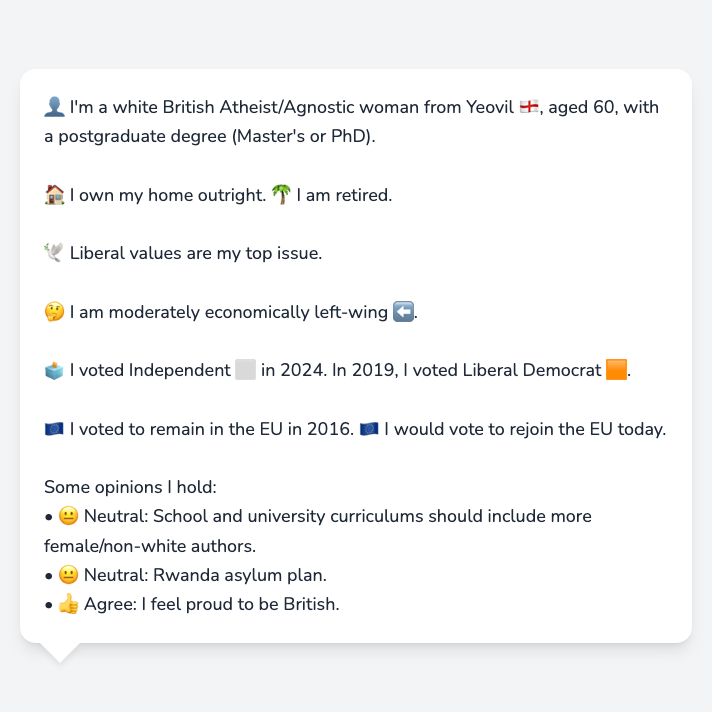 👤 I'm a white British Atheist/Agnostic woman from Yeovil 🏴󠁧󠁢󠁥󠁮󠁧󠁿, aged 60, with
a postgraduate degree (Master's or PhD).
🏠 I own my home outright. 🌴 I am retired.
🕊️ Liberal values are my top issue.
🤔 I am moderately economically left-wing ⬅️.
🗳️ I voted Independent ⬜ in 2024. In 2019, I voted Liberal Democrat 🟧.
🇪🇺 I voted to remain in the EU in 2016. 🇪🇺 I would vote to rejoin the EU today.
Some opinions I hold:
• 😐 Neutral: School and university curriculums should include more
female/non-white authors.
• 😐 Neutral: Rwanda asylum plan.
• 👍 Agree: I feel proud to be British.